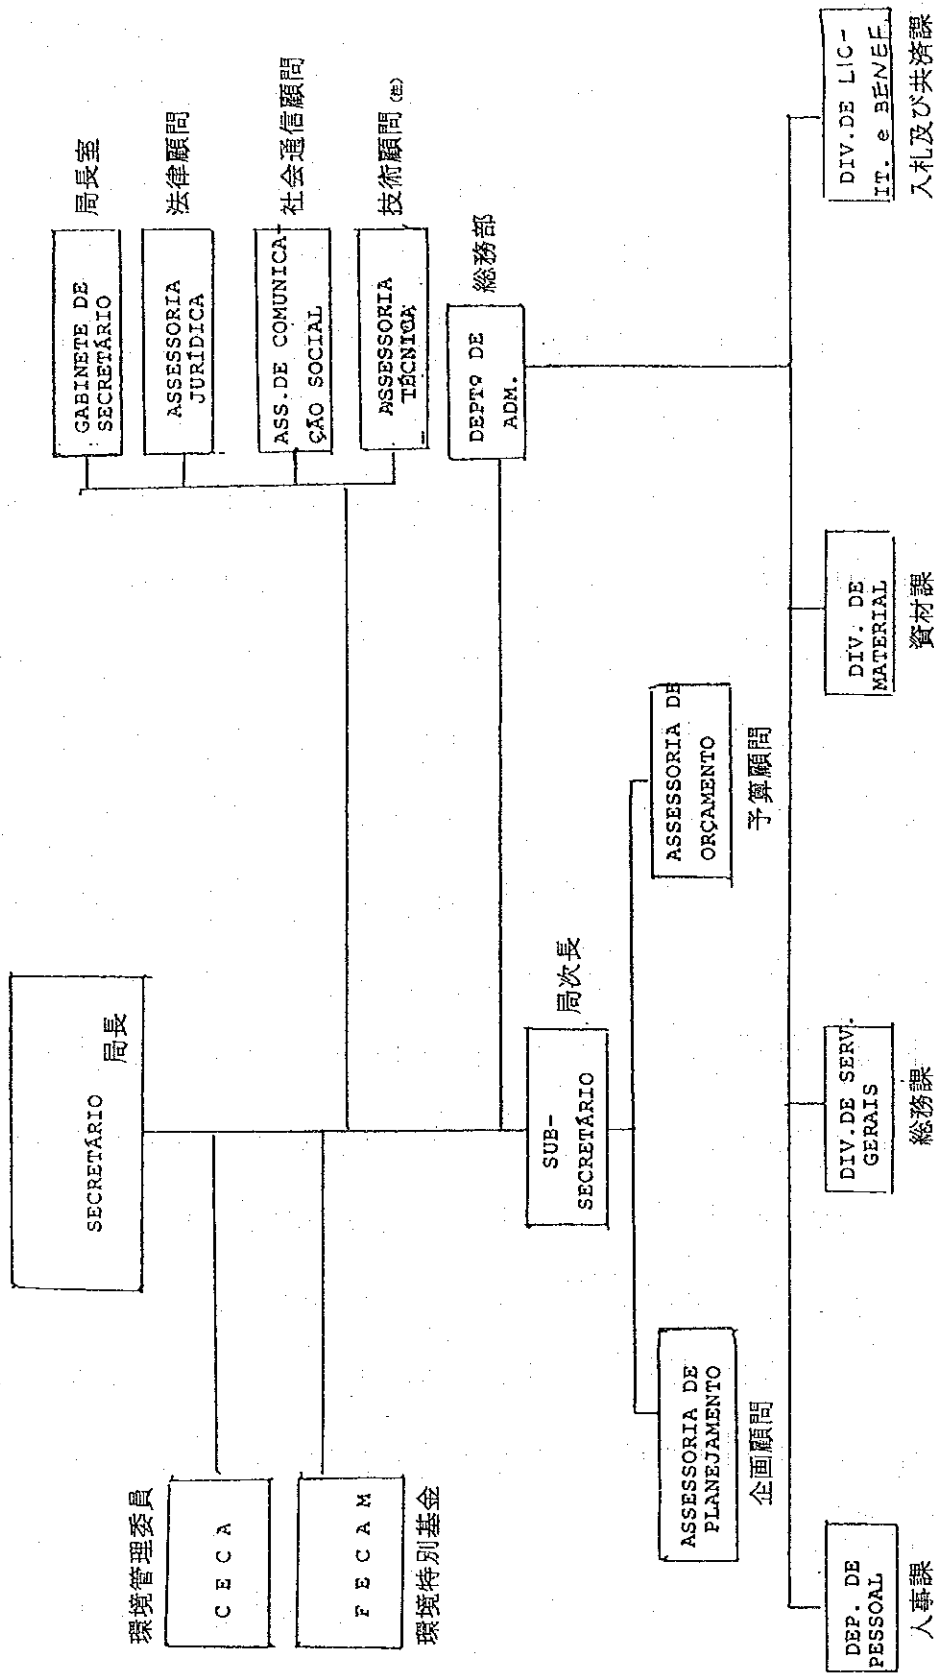 SECRETÁRIO
局長
環境管理委員
C E C A
F E C A M
環境特別基金
GABINETE DE
SECRETÁRIO
局長室
ASSESSORIA
JURÍDICA
法律顧問
ASS.DE COMUNICA-
ÇÃO SOCIAL
社会通信顧問
ASSESSORIA
TÉCNICA
技術顧問 (注)
DEPTO DE
ADM.
総務部
SUB-
SECRETÁRIO
局次長
ASSESSORIA DE
PLANEJAMENTO
企画顧問
ASSESSORIA DE
ORÇAMENTO
予算顧問
DEP. DE
PESSOAL
人事課
DIV.DE SERV.
GERAIS
総務課
DIV. DE
MATERIAL
資材課
DIV.DE LIC-
IT. e BENEF.
入札及び共済課